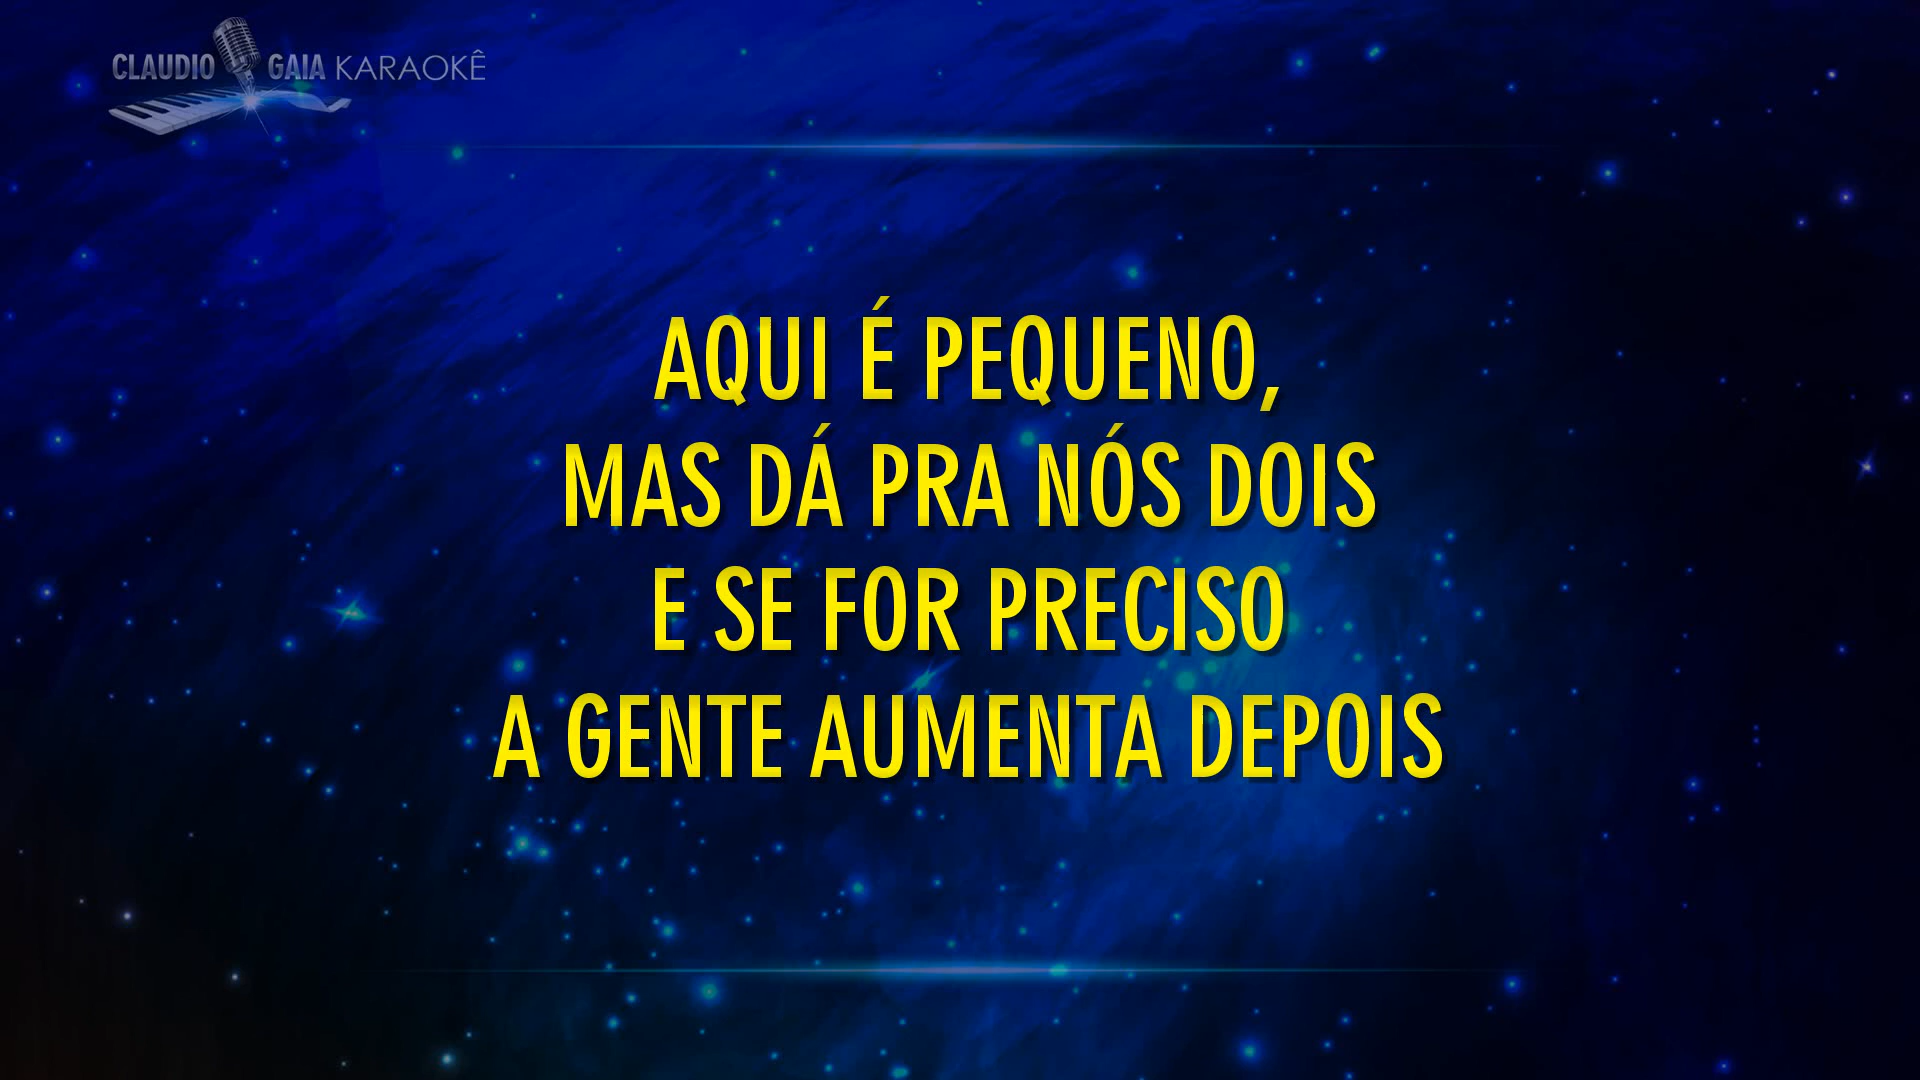 CLAUDIO GAIA KARAOKÊ
AQUI É PEQUENO,
MAS DÁ PRA NÓS DOIS
E SE FOR PRECISO
A GENTE AUMENTA DEPOIS